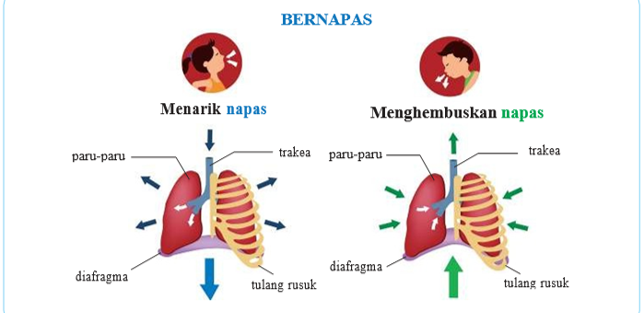 BERNAPAS
Menarik napas
Menghembuskan napas
paru-paru
trakea
diafragma
tulang rusuk
paru-paru
trakea
diafragma
tulang rusuk